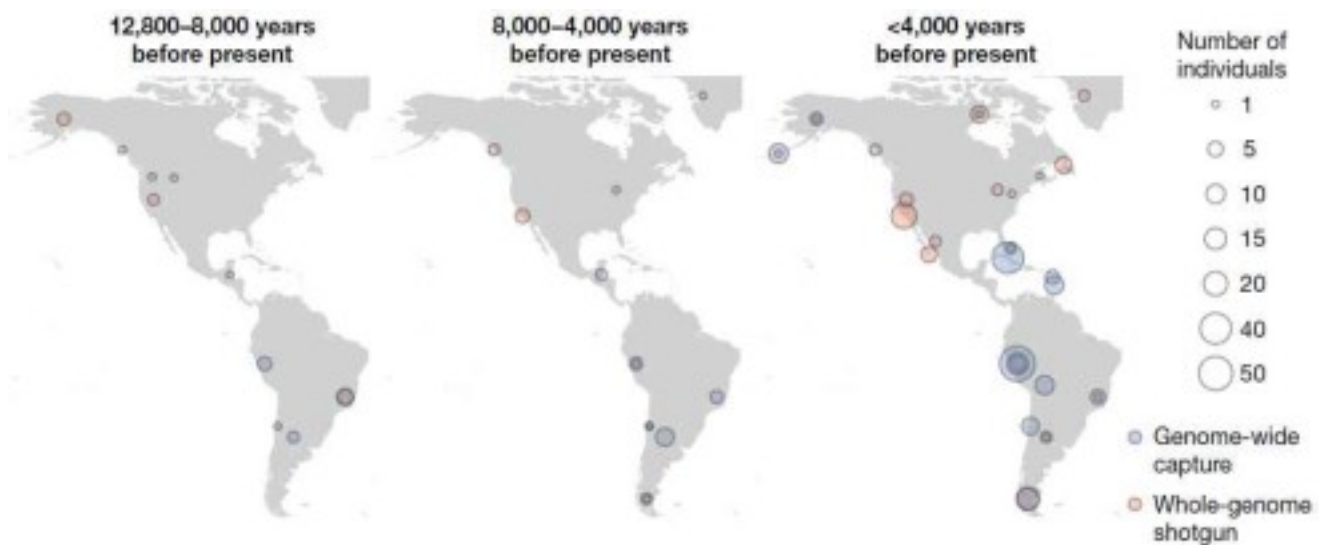 12,800–8,000 years
before present
8,000–4,000 years
before present
<4,000 years
before present
Number of
individuals
1
5
10
15
20
40
50
Genome-wide
capture
Whole-genome
shotgun